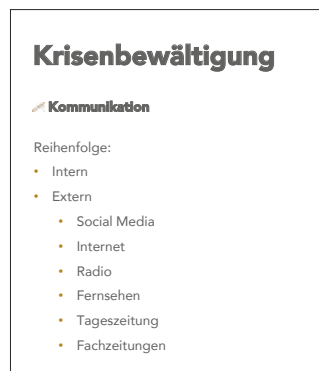 Krisenbewältigung
Kommunikation
Reihenfolge:
• Intern
• Extern
• Social Media
• Internet
• Radio
• Fernsehen
• Tageszeitung
• Fachzeitungen